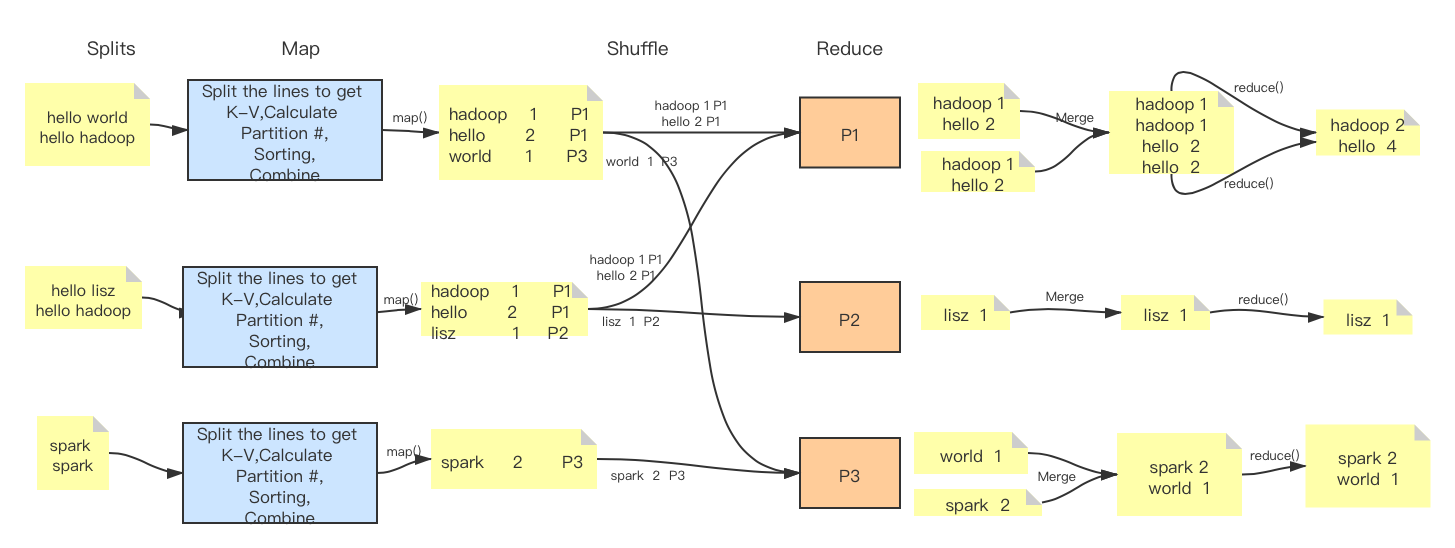 Splits Map Shuffle Reduce
hello world
hello hadoop
Split the lines to get
K-V,Calculate
Partition #,
Sorting,
Combine
map()
hadoop 1 P1
hello 2 P1
world 1 P3
hadoop 1 P1
hello 2 P1
world 1 P3
P1
hadoop 1
hello 2
hadoop 1
hello 2
Merge
hadoop 1
hadoop 1
hello 2
hello 2
reduce()
reduce()
hadoop 2
hello 4
hello lisz
hello hadoop
Split the lines to get
K-V,Calculate
Partition #,
Sorting,
Combine
map()
hadoop 1 P1
hello 2 P1
lisz 1 P2
hadoop 1 P1
hello 2 P1
lisz 1 P2
P2
lisz 1
Merge
lisz 1
reduce()
lisz 1
spark
spark
Split the lines to get
K-V,Calculate
Partition #,
Sorting,
Combine
map()
spark 2 P3
spark 2 P3
P3
world 1
spark 2
Merge
spark 2
world 1
reduce()
spark 2
world 1